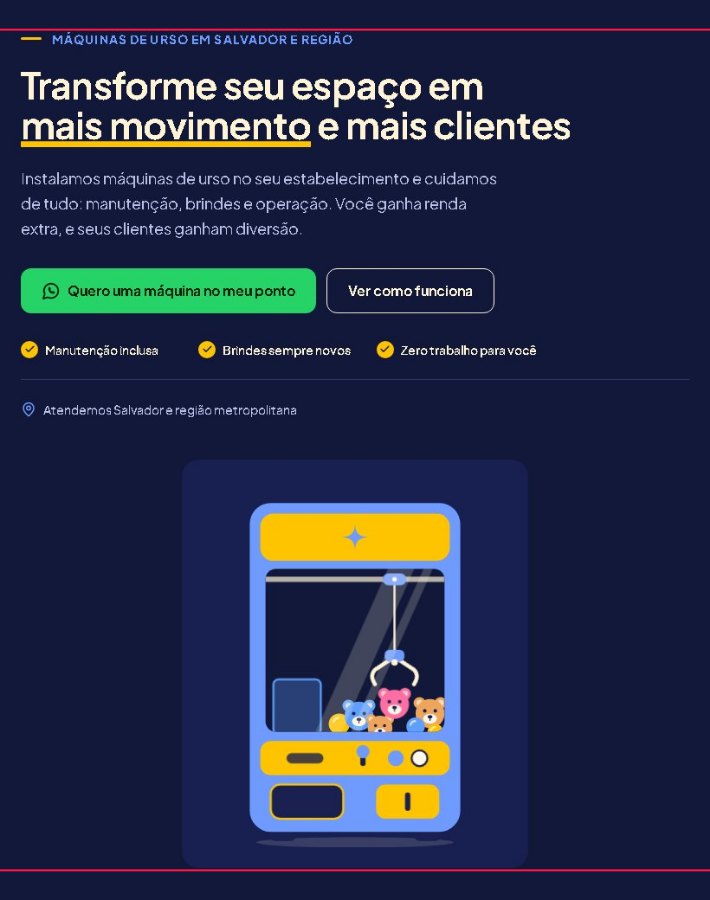 MÁQUINAS DE URSO EM SALVADOR E REGIÃO
Transforme seu espaço em
mais movimento e mais clientes
Instalamos máquinas de urso no seu estabelecimento e cuidamos
de tudo: manutenção, brindes e operação. Você ganha renda
extra, e seus clientes ganham diversão.
Quero uma máquina no meu ponto
Ver como funciona
Manutenção inclusa
Brindes sempre novos
Zero trabalho para você
Atendemos Salvador e região metropolitana